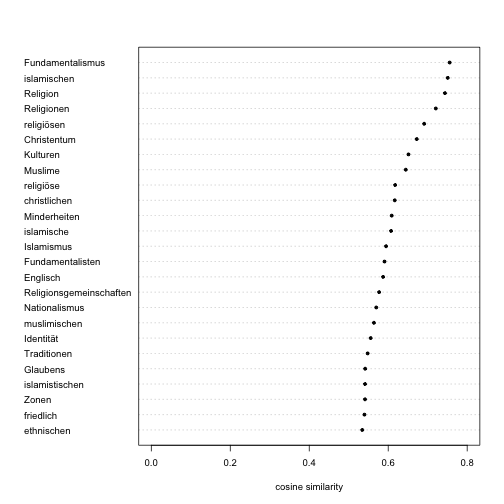 Fundamentalismus
islamischen
Religion
Religionen
religiösen
Christentum
Kulturen
Muslime
religiöse
christlichen
Minderheiten
islamische
Islamismus
Fundamentalisten
Englisch
Religionsgemeinschaften
Nationalismus
muslimischen
Identität
Traditionen
Glaubens
islamistischen
Zonen
friedlich
ethnischen
0.0 0.2 0.4 0.6 0.8
cosine similarity